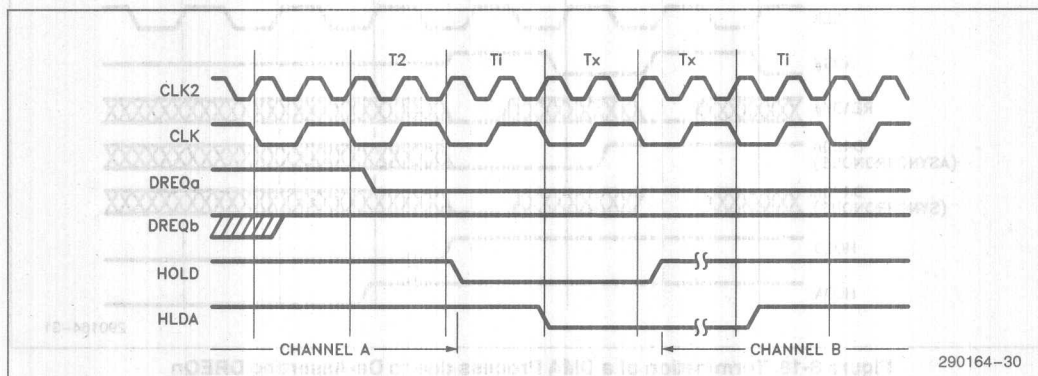 T2 Ti Tx Tx Ti
CLK2
CLK
DREQa
DREQb
HOLD
HLDA
CHANNEL A
CHANNEL B
290164-30